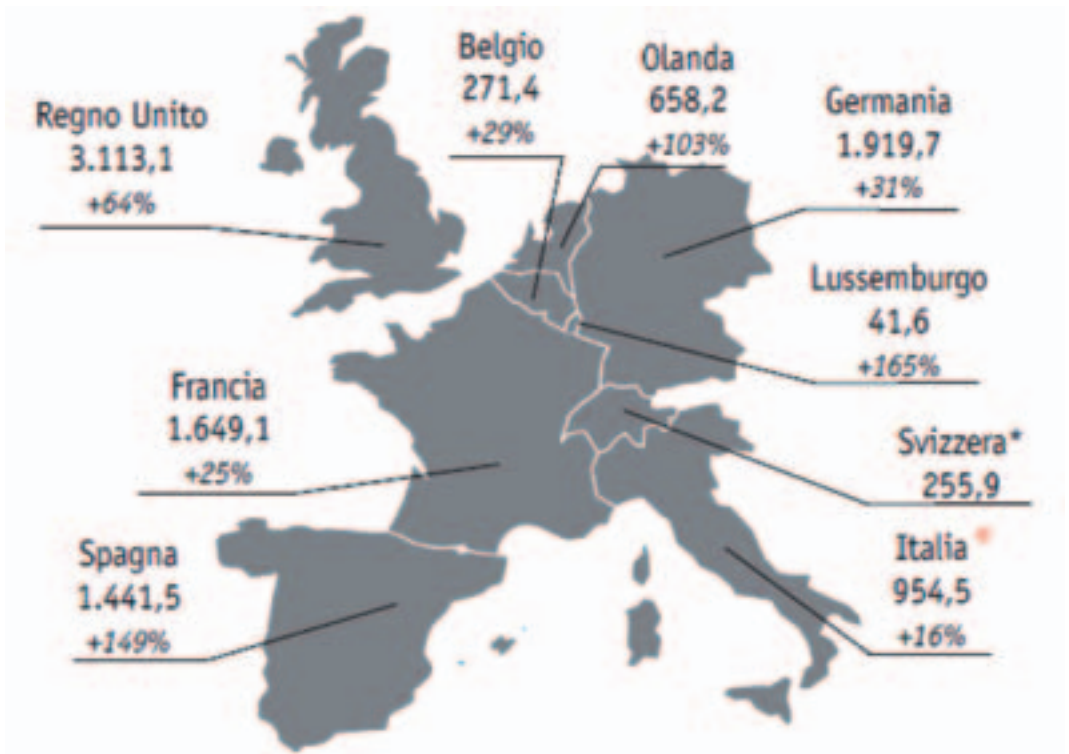 Belgio
271,4
+29%
Olanda
658,2
+103%
Germania
1.919,7
+31%
Regno Unito
3.113,1
+64%
Lussemburgo
41,6
+165%
Francia
1.649,1
+25%
Svizzera*
255,9
Spagna
1.441,5
+149%
Italia
954,5
+16%